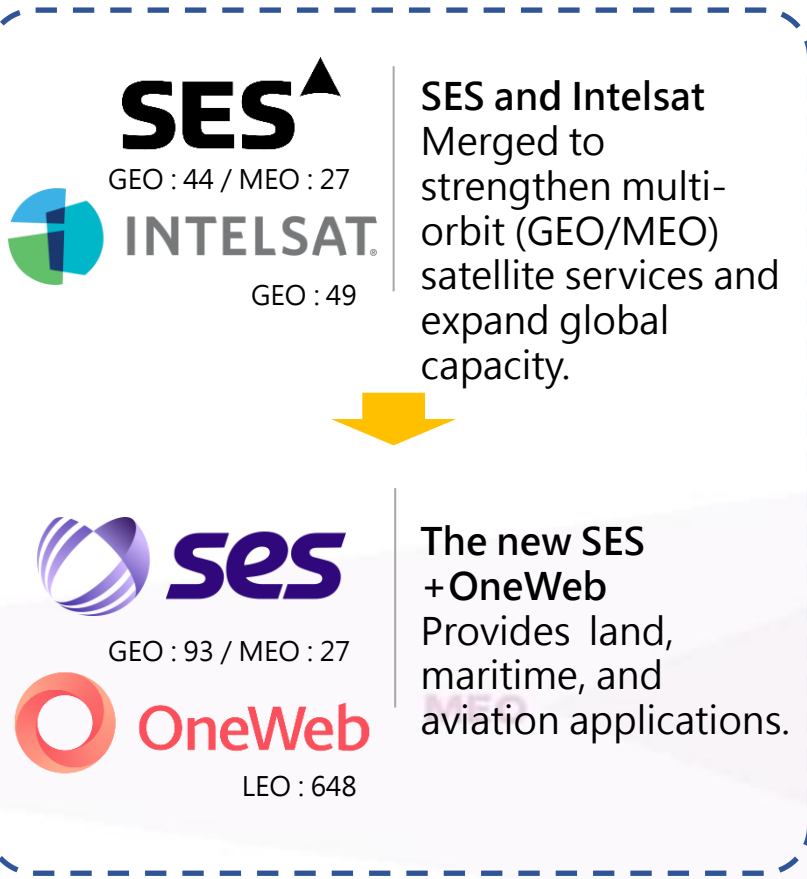 SES
GEO : 44 / MEO : 27
INTELSAT.
GEO : 49
SES and Intelsat
Merged to
strengthen multi-
orbit (GEO/MEO)
satellite services and
expand global
capacity.
ses
GEO : 93 / MEO : 27
OneWeb
LEO : 648
The new SES
+OneWeb
Provides land,
maritime, and
aviation applications.
MEO